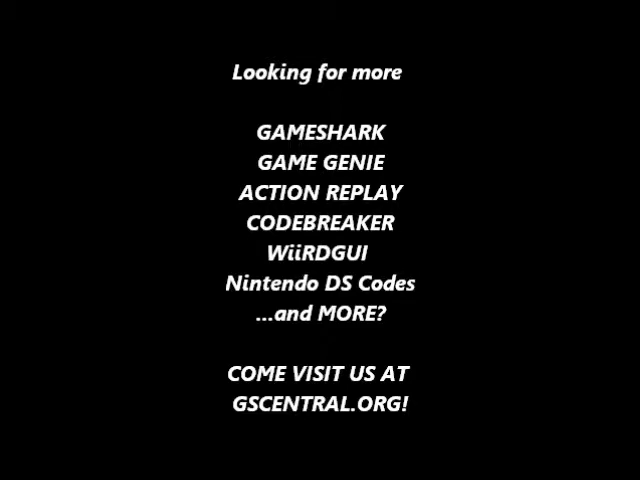 Looking for more
GAMESHARK
GAME GENIE
ACTION REPLAY
CODEBREAKER
WiiRDGUI
Nintendo DS Codes
...and MORE?
COME VISIT US AT
GSCENTRAL.ORG!